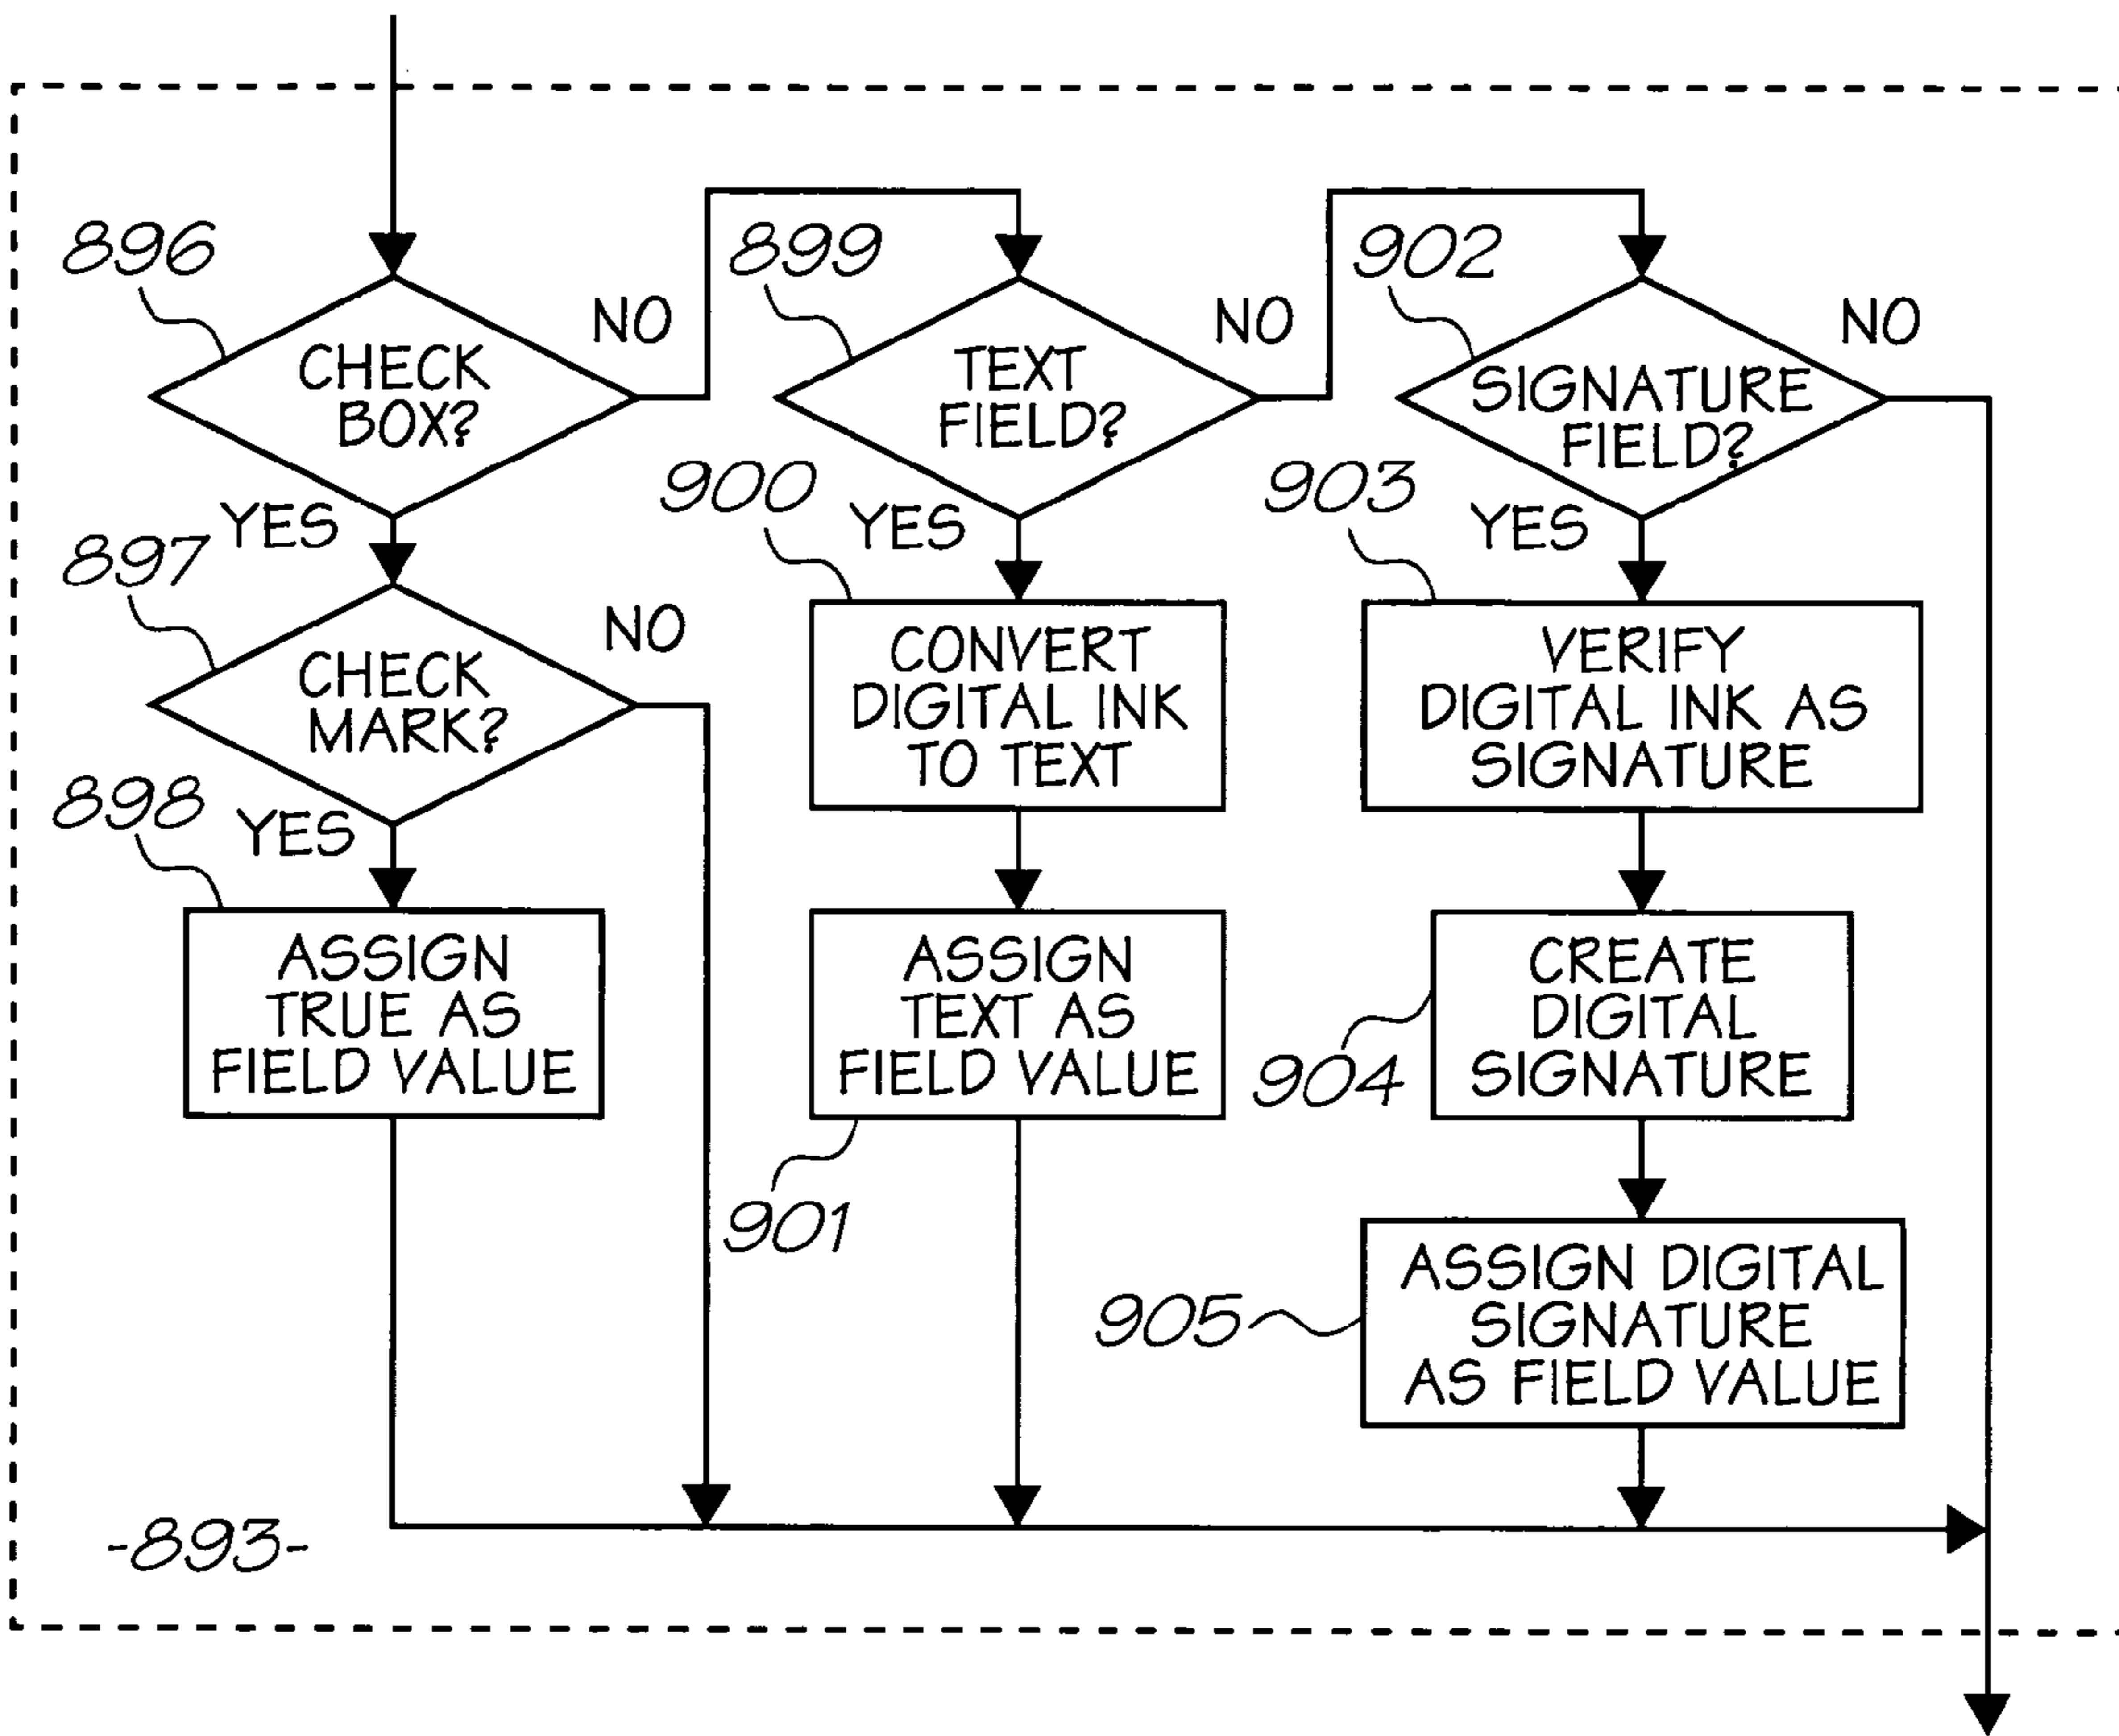 896
CHECK
BOX?
NO
YES
897
CHECK
MARK?
NO
YES
898
ASSIGN
TRUE AS
FIELD VALUE
899
TEXT
FIELD?
NO
YES
900
CONVERT
DIGITAL INK
TO TEXT
ASSIGN
TEXT AS
FIELD VALUE
901
902
SIGNATURE
FIELD?
NO
YES
903
VERIFY
DIGITAL INK AS
SIGNATURE
CREATE
DIGITAL
SIGNATURE
904
ASSIGN DIGITAL
SIGNATURE
AS FIELD VALUE
905
-893-